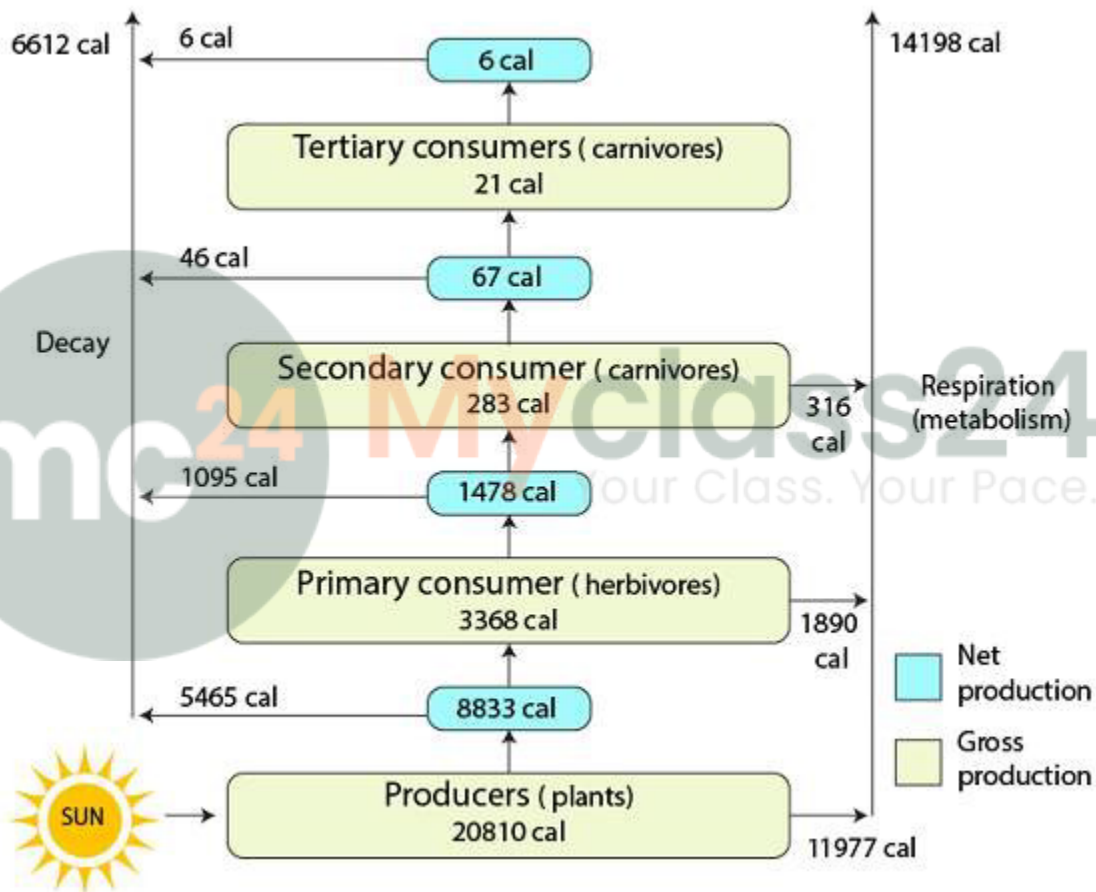 6612 cal
6 cal
6 cal
14198 cal
Tertiary consumers ( carnivores)
21 cal
46 cal
67 cal
Decay
Secondary consumer ( carnivores)
283 cal
316
cal
Respiration
(metabolism)
mc24 Myclass24
Your Class. Your Pace.
1095 cal
1478 cal
Primary consumer ( herbivores)
3368 cal
1890
cal
Net
production
5465 cal
8833 cal
Gross
production
SUN
Producers ( plants)
20810 cal
11977 cal